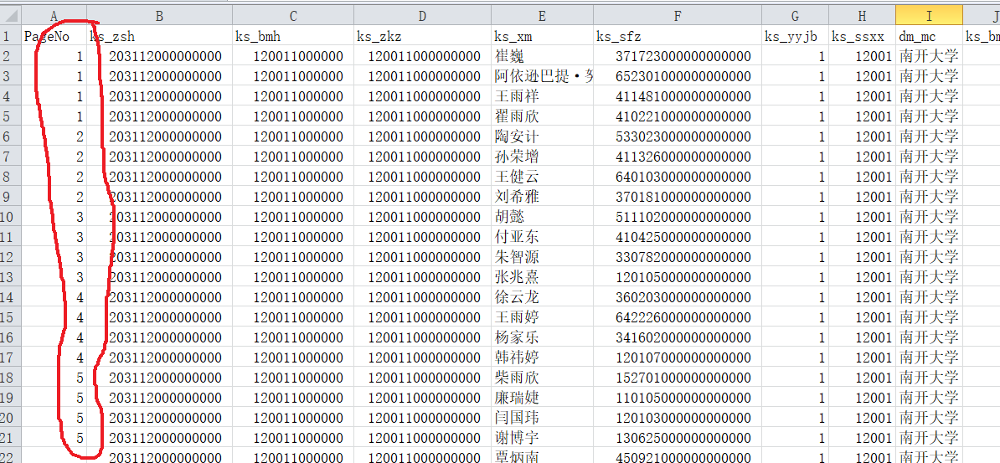 A B C D E F G H I J
1 PageNo ks_zsh ks_bmh ks_zkz ks_xm ks_sfz ks_yyjb ks_ssxx dm_mc ks_bm
2 1 203112000000000 120011000000 120011000000000 崔巍 371723000000000000 1 12001 南开大学
3 1 203112000000000 120011000000 120011000000000 阿依逊巴提·努 652301000000000000 1 12001 南开大学
4 1 203112000000000 120011000000 120011000000000 王雨祥 411481000000000000 1 12001 南开大学
5 1 203112000000000 120011000000 120011000000000 翟雨欣 410221000000000000 1 12001 南开大学
6 2 203112000000000 120011000000 120011000000000 陶安计 533023000000000000 1 12001 南开大学
7 2 203112000000000 120011000000 120011000000000 孙荣增 411326000000000000 1 12001 南开大学
8 2 203112000000000 120011000000 120011000000000 王健云 640103000000000000 1 12001 南开大学
9 2 203112000000000 120011000000 120011000000000 刘希雅 370181000000000000 1 12001 南开大学
10 3 203112000000000 120011000000 120011000000000 胡懿 511102000000000000 1 12001 南开大学
11 3 203112000000000 120011000000 120011000000000 付亚东 410425000000000000 1 12001 南开大学
12 3 203112000000000 120011000000 120011000000000 朱智源 330782000000000000 1 12001 南开大学
13 3 203112000000000 120011000000 120011000000000 张兆熹 120105000000000000 1 12001 南开大学
14 4 203112000000000 120011000000 120011000000000 徐云龙 360203000000000000 1 12001 南开大学
15 4 203112000000000 120011000000 120011000000000 王雨婷 642226000000000000 1 12001 南开大学
16 4 203112000000000 120011000000 120011000000000 杨家乐 341602000000000000 1 12001 南开大学
17 4 203112000000000 120011000000 120011000000000 韩祎婷 120107000000000000 1 12001 南开大学
18 5 203112000000000 120011000000 120011000000000 柴雨欣 152701000000000000 1 12001 南开大学
19 5 203112000000000 120011000000 120011000000000 廉瑞婕 110105000000000000 1 12001 南开大学
20 5 203112000000000 120011000000 120011000000000 闫国玮 120103000000000000 1 12001 南开大学
21 5 203112000000000 120011000000 120011000000000 谢博宇 130625000000000000 1 12001 南开大学
22 203112000000000 120011000000 120011000000000 覃炳南 450921000000000000 1 12001 南开大学